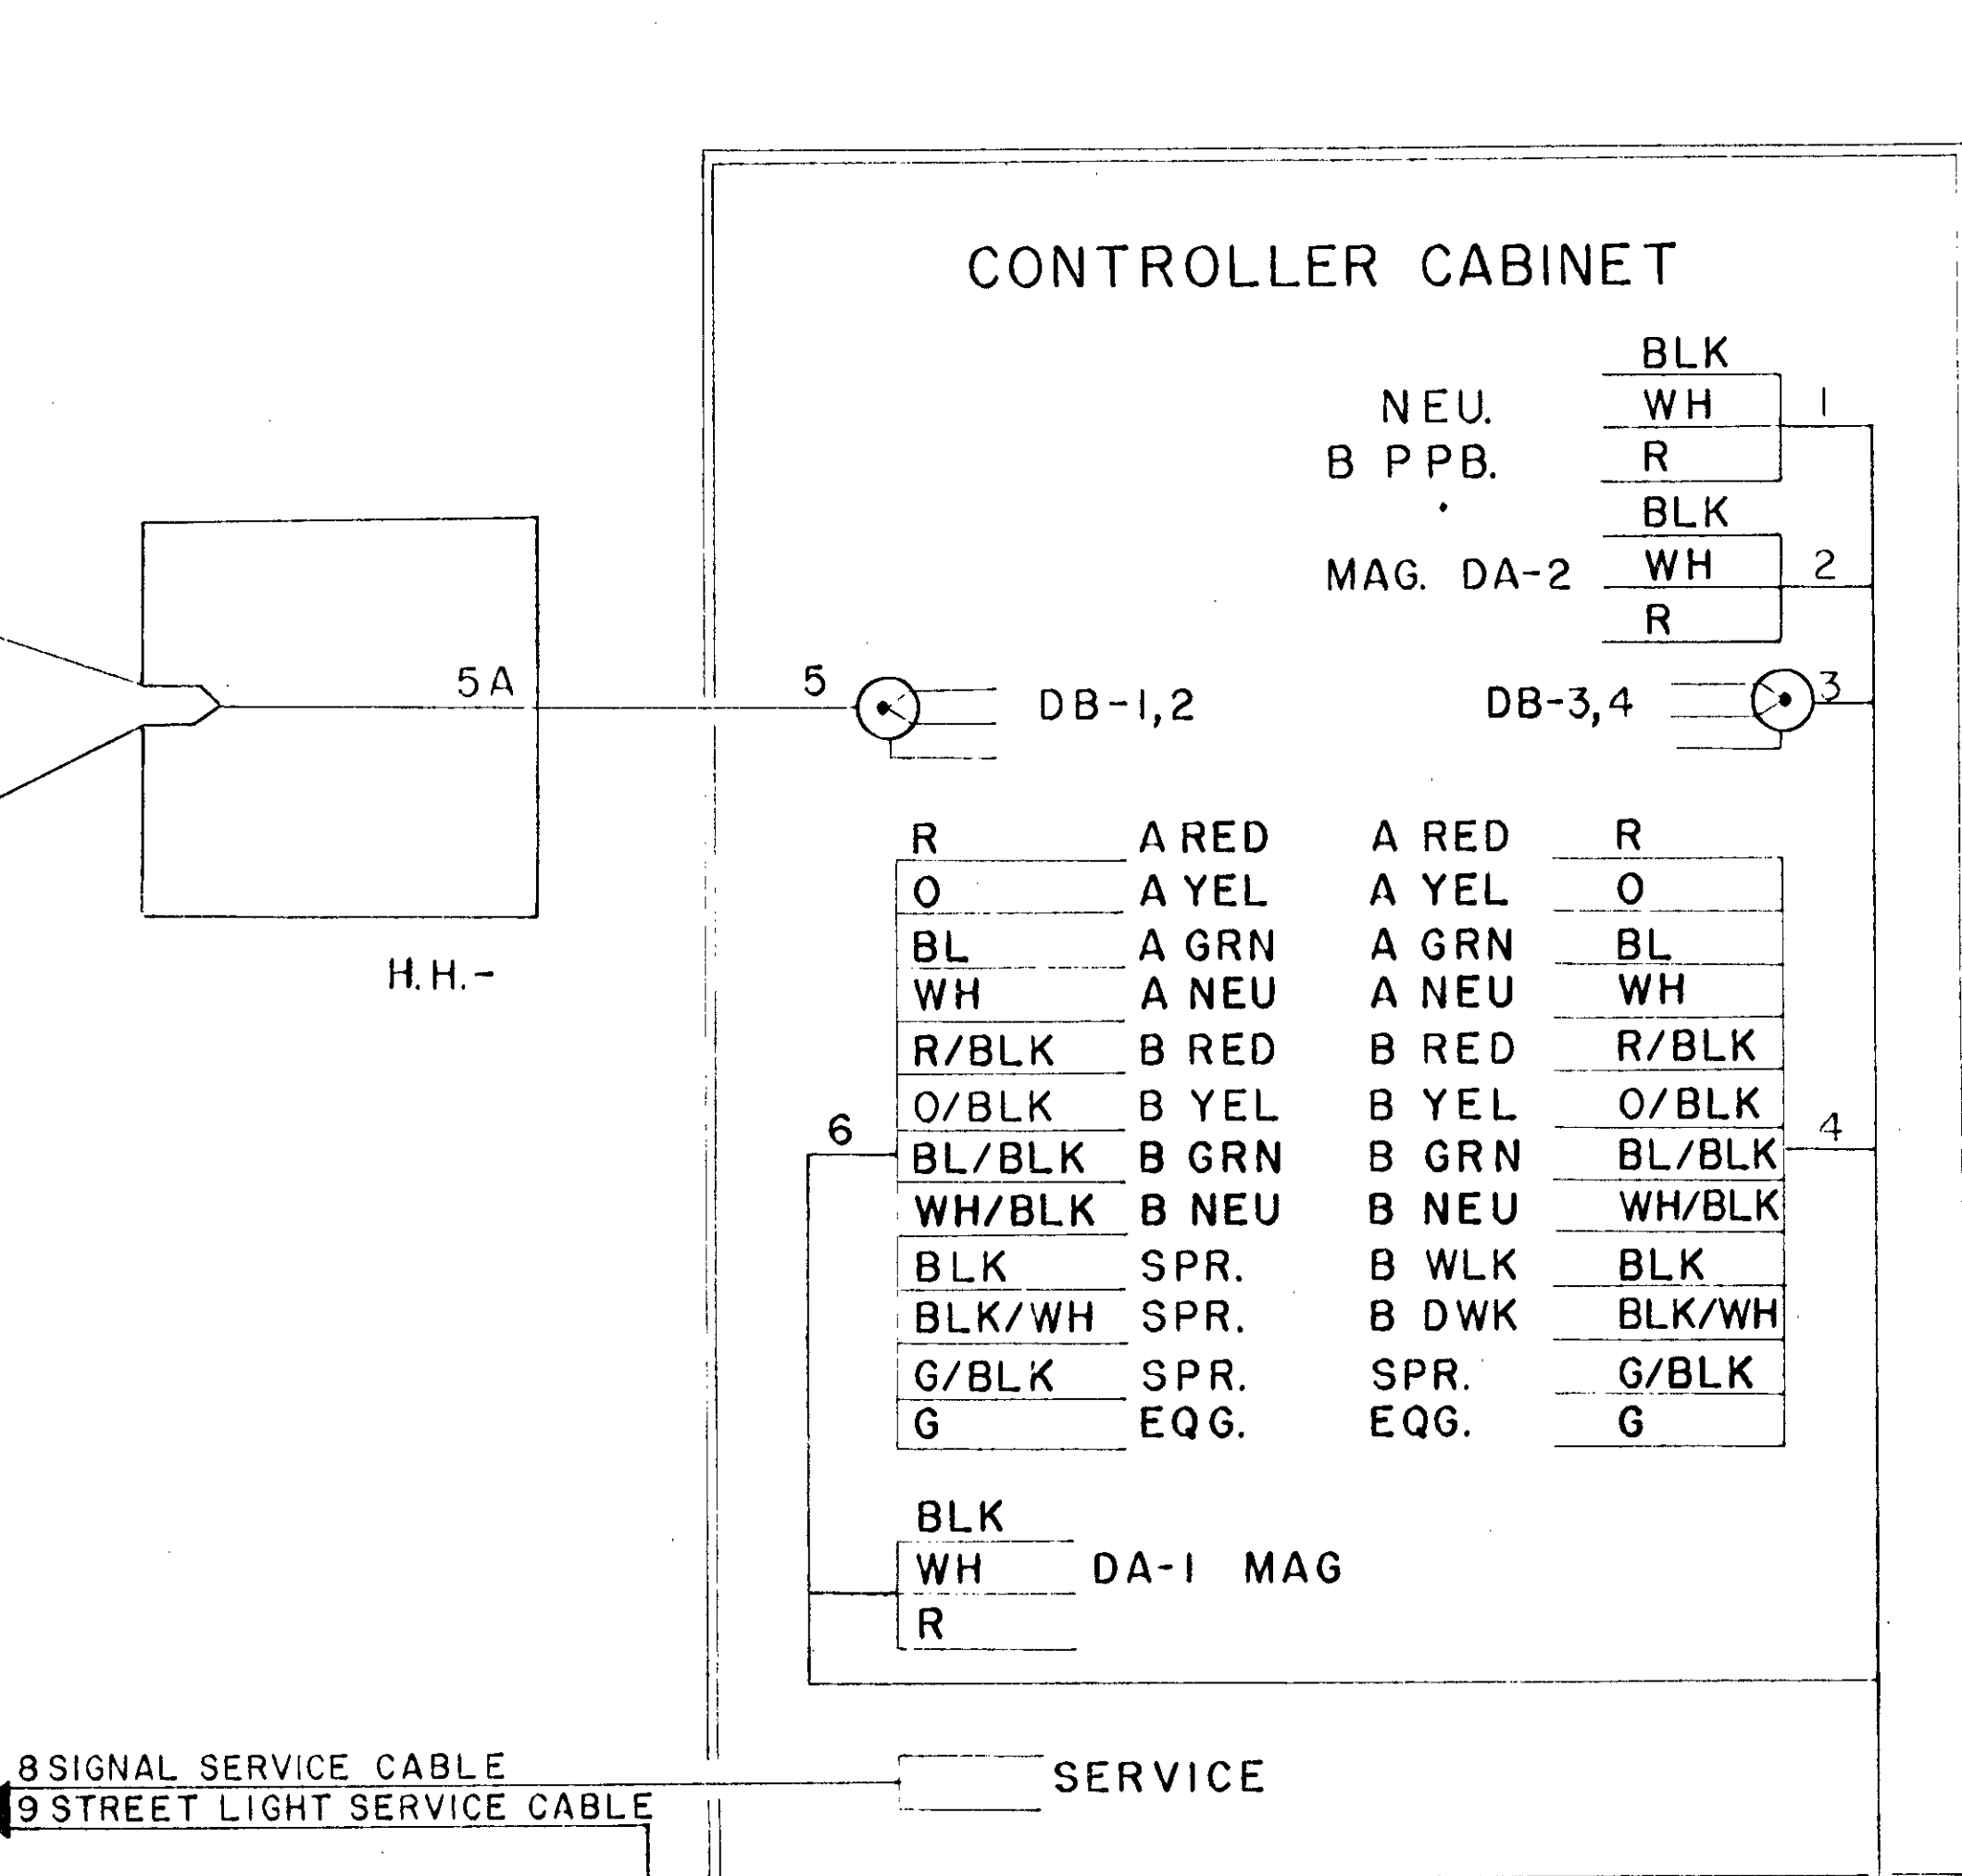 CONTROLLER CABINET
BLK
NEU. WH 1
B PPB. R
BLK
MAG. DA-2 WH 2
R
5A 5 DB-1,2 DB-3,4 3
R A RED A RED R
O A YEL A YEL O
BL A GRN A GRN BL
H.H.-
WH A NEU A NEU WH
R/BLK B RED B RED R/BLK
O/BLK B YEL B YEL O/BLK
6 4
BL/BLK B GRN B GRN BL/BLK
WH/BLK B NEU B NEU WH/BLK
BLK SPR. B WLK BLK
BLK/WH SPR. B DWK BLK/WH
G/BLK SPR. SPR. G/BLK
G EQG. EQG. G
BLK
WH DA-1 MAG
R
8 SIGNAL SERVICE CABLE
SERVICE
9 STREET LIGHT SERVICE CABLE